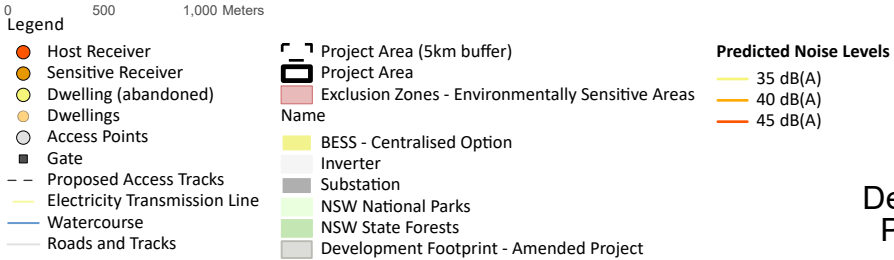 0 500 1,000 Meters
Legend
Host Receiver
Sensitive Receiver
Dwelling (abandoned)
Dwellings
Access Points
Gate
Proposed Access Tracks
Electricity Transmission Line
Watercourse
Roads and Tracks
Project Area (5km buffer)
Project Area
Exclusion Zones - Environmentally Sensitive Areas
Name
BESS - Centralised Option
Inverter
Substation
NSW National Parks
NSW State Forests
Development Footprint - Amended Project
Predicted Noise Levels
35 dB(A)
40 dB(A)
45 dB(A)